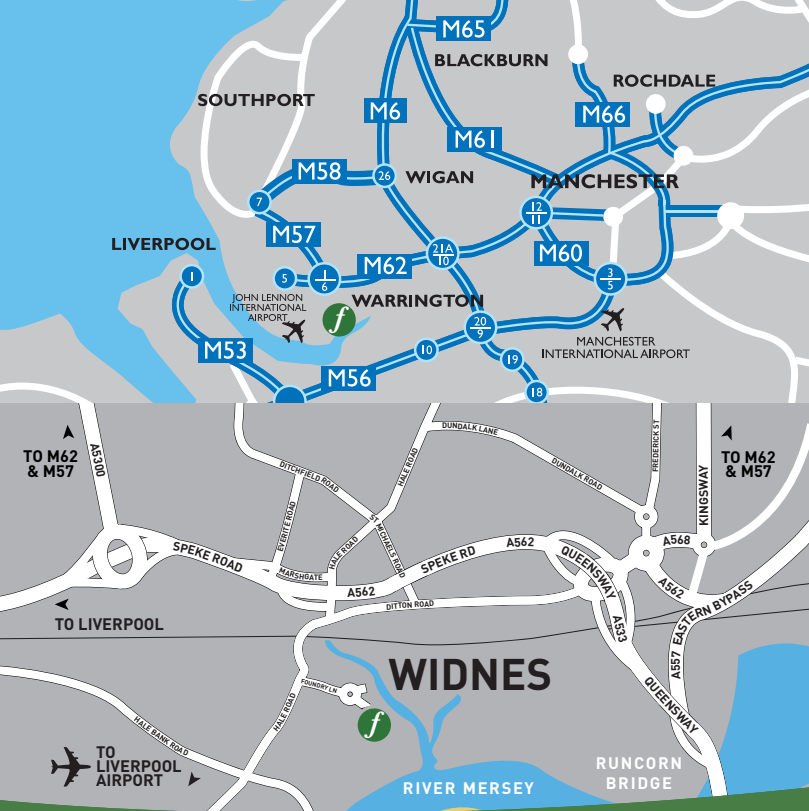 M65
BLACKBURN
ROCHDALE
SOUTHPORT
M6
M66
M61
M58
26
WIGAN
MANCHESTER
7
12
11
M57
LIVERPOOL
21A
10
M60
M62
1
5
1
6
3
5
JOHN LENNON
INTERNATIONAL
AIRPORT
WARRINGTON
f
20
9
MANCHESTER
INTERNATIONAL AIRPORT
M53
10
19
M56
18
TO M62
& M57
A5300
DITCHFIELD ROAD
HALE ROAD
DUNDALK LANE
DUNDALK ROAD
FREDERICK ST
KINGSWAY
TO M62
& M57
EVERITE ROAD
ST MICHAELS ROAD
SPEKE ROAD
MARSHGATE
HALE ROAD
A562
SPEKE RD
A562
QUEENSWAY
A568
A562
DITTON ROAD
TO LIVERPOOL
A533
A557 EASTERN BYPASS
WIDNES
FOUNDRY LN
HALE ROAD
f
QUEENSWAY
HALE BANK ROAD
TO
LIVERPOOL
AIRPORT
RUNCORN
BRIDGE
RIVER MERSEY